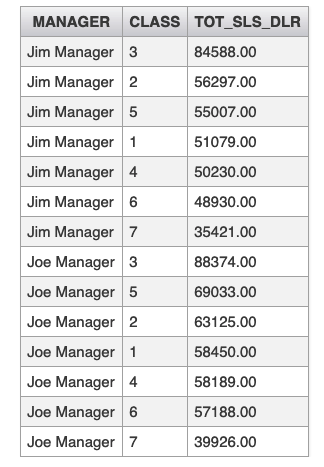 MANAGER CLASS TOT_SLS_DLR
Jim Manager 3 84588.00
Jim Manager 2 56297.00
Jim Manager 5 55007.00
Jim Manager 1 51079.00
Jim Manager 4 50230.00
Jim Manager 6 48930.00
Jim Manager 7 35421.00
Joe Manager 3 88374.00
Joe Manager 5 69033.00
Joe Manager 2 63125.00
Joe Manager 1 58450.00
Joe Manager 4 58189.00
Joe Manager 6 57188.00
Joe Manager 7 39926.00